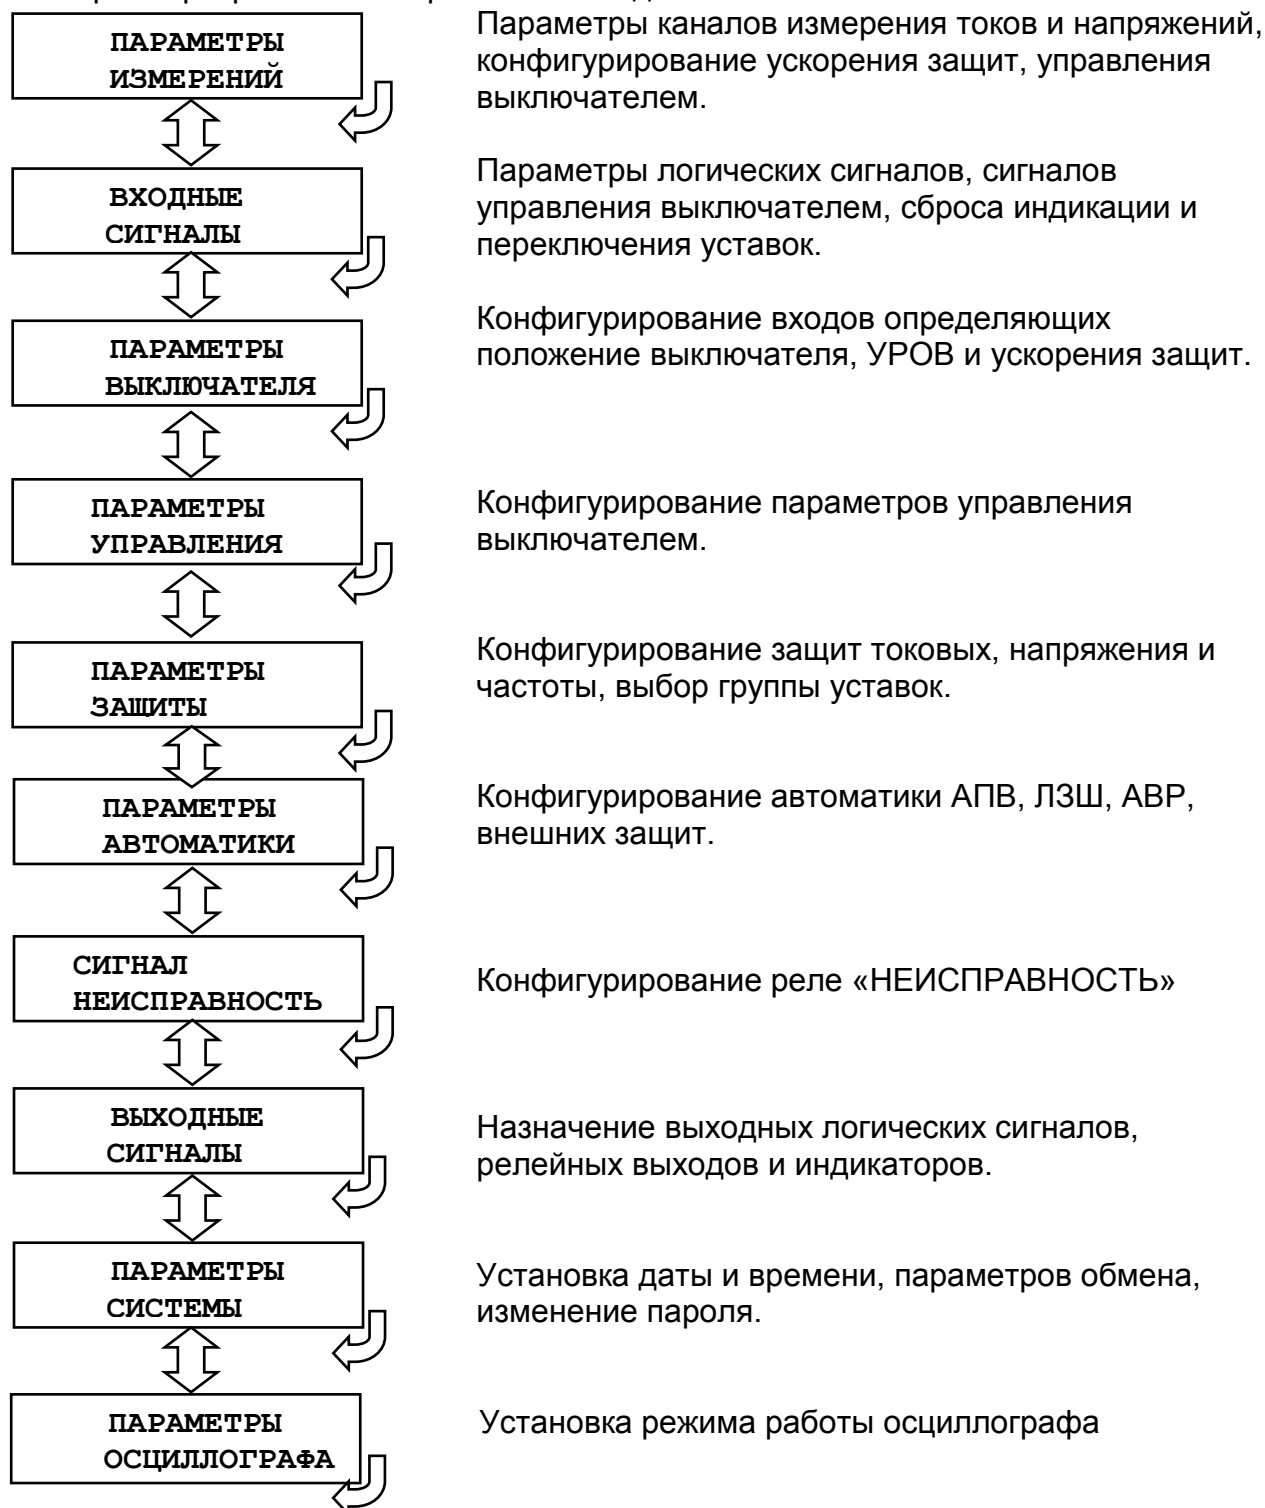 ПАРАМЕТРЫ
ИЗМЕРЕНИЙ
Параметры каналов измерения токов и напряжений,
конфигурирование ускорения защит, управления
выключателем.
ВХОДНЫЕ
СИГНАЛЫ
Параметры логических сигналов, сигналов
управления выключателем, сброса индикации и
переключения уставок.
ПАРАМЕТРЫ
ВЫКЛЮЧАТЕЛЯ
Конфигурирование входов определяющих
положение выключателя, УРОВ и ускорения защит.
ПАРАМЕТРЫ
УПРАВЛЕНИЯ
Конфигурирование параметров управления
выключателем.
ПАРАМЕТРЫ
ЗАЩИТЫ
Конфигурирование защит токовых, напряжения и
частоты, выбор группы уставок.
ПАРАМЕТРЫ
АВТОМАТИКИ
Конфигурирование автоматики АПВ, ЛЗШ, АВР,
внешних защит.
СИГНАЛ
НЕИСПРАВНОСТЬ
Конфигурирование реле «НЕИСПРАВНОСТЬ»
ВЫХОДНЫЕ
СИГНАЛЫ
Назначение выходных логических сигналов,
релейных выходов и индикаторов.
ПАРАМЕТРЫ
СИСТЕМЫ
Установка даты и времени, параметров обмена,
изменение пароля.
ПАРАМЕТРЫ
ОСЦИЛЛОГРАФА
Установка режима работы осциллографа